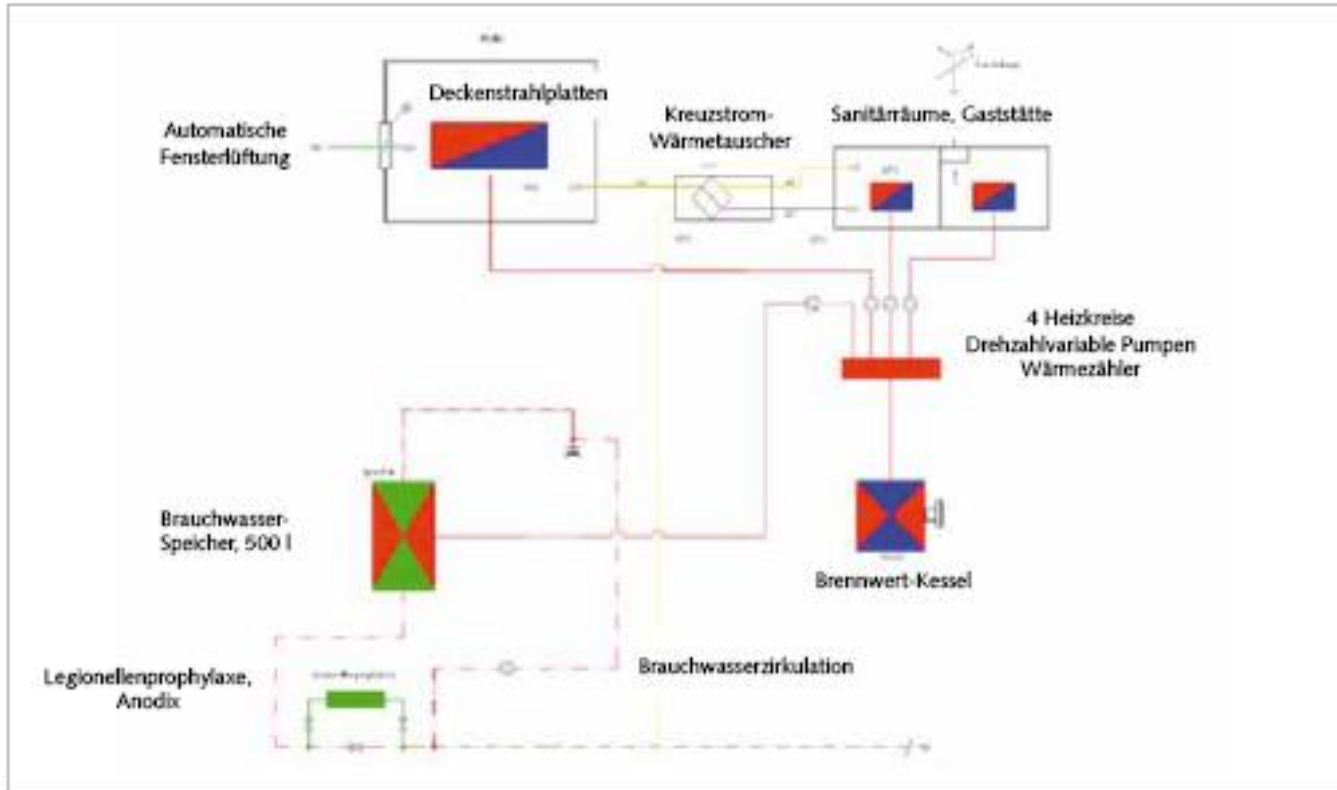 Deckenstrahlplatten
Automatische
Fensterlüftung
Kreuzstrom-
Wärmetauscher
Sanitärräume, Gaststätte
4 Heizkreise
Drehzahlvariable Pumpen
Wärmezähler
Brauchwasser-
Speicher, 500 l
Brennwert-Kessel
Legionellenprophylaxe,
Anodix
Brauchwasserzirkulation